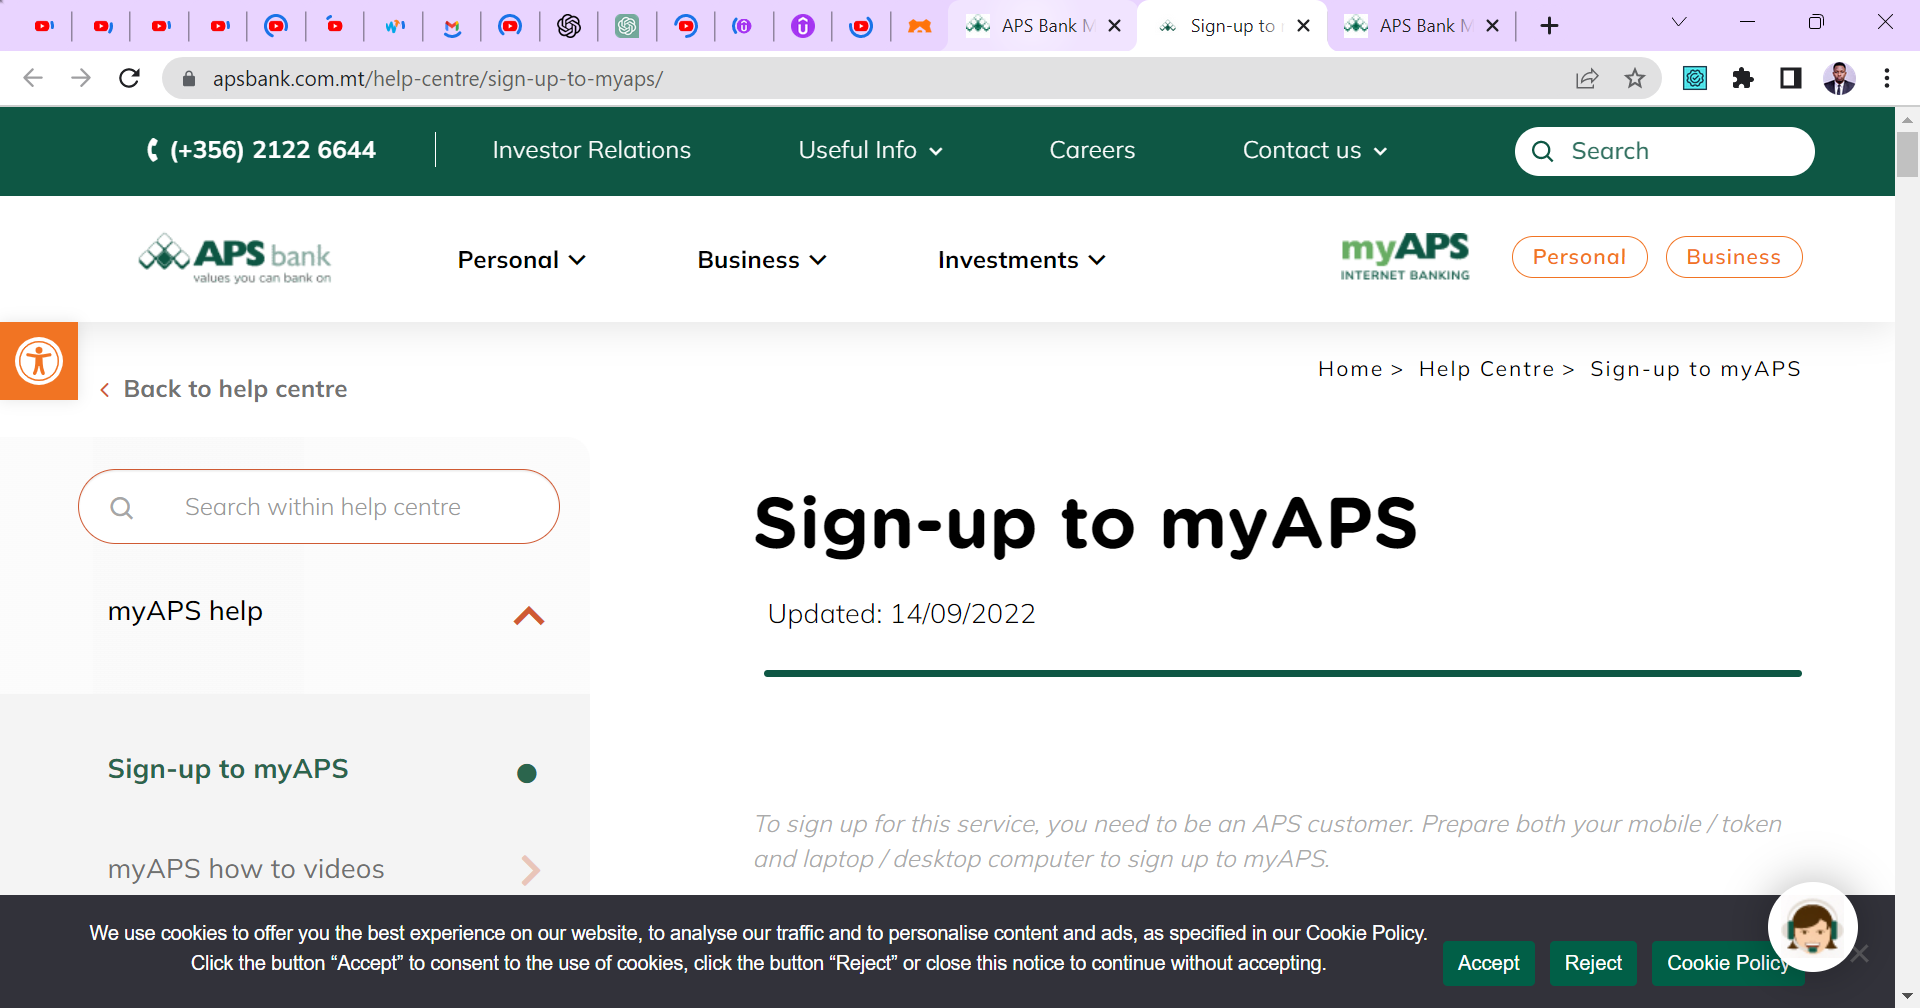 APS Bank M
Sign-up to
APS Bank M
apsbank.com.mt/help-centre/sign-up-to-myaps/
(+356) 2122 6644
Investor Relations
Useful Info
Careers
Contact us
Search
APS bank
values you can bank on
Personal
Business
Investments
myAPS
INTERNET BANKING
Personal
Business
Back to help centre
Home > Help Centre > Sign-up to myAPS
Search within help centre
myAPS help
Sign-up to myAPS
myAPS how to videos
Sign-up to myAPS
Updated: 14/09/2022
To sign up for this service, you need to be an APS customer. Prepare both your mobile / token
and laptop / desktop computer to sign up to myAPS.
We use cookies to offer you the best experience on our website, to analyse our traffic and to personalise content and ads, as specified in our Cookie Policy.
Click the button “Accept” to consent to the use of cookies, click the button “Reject” or close this notice to continue without accepting.
Accept
Reject
Cookie Policy